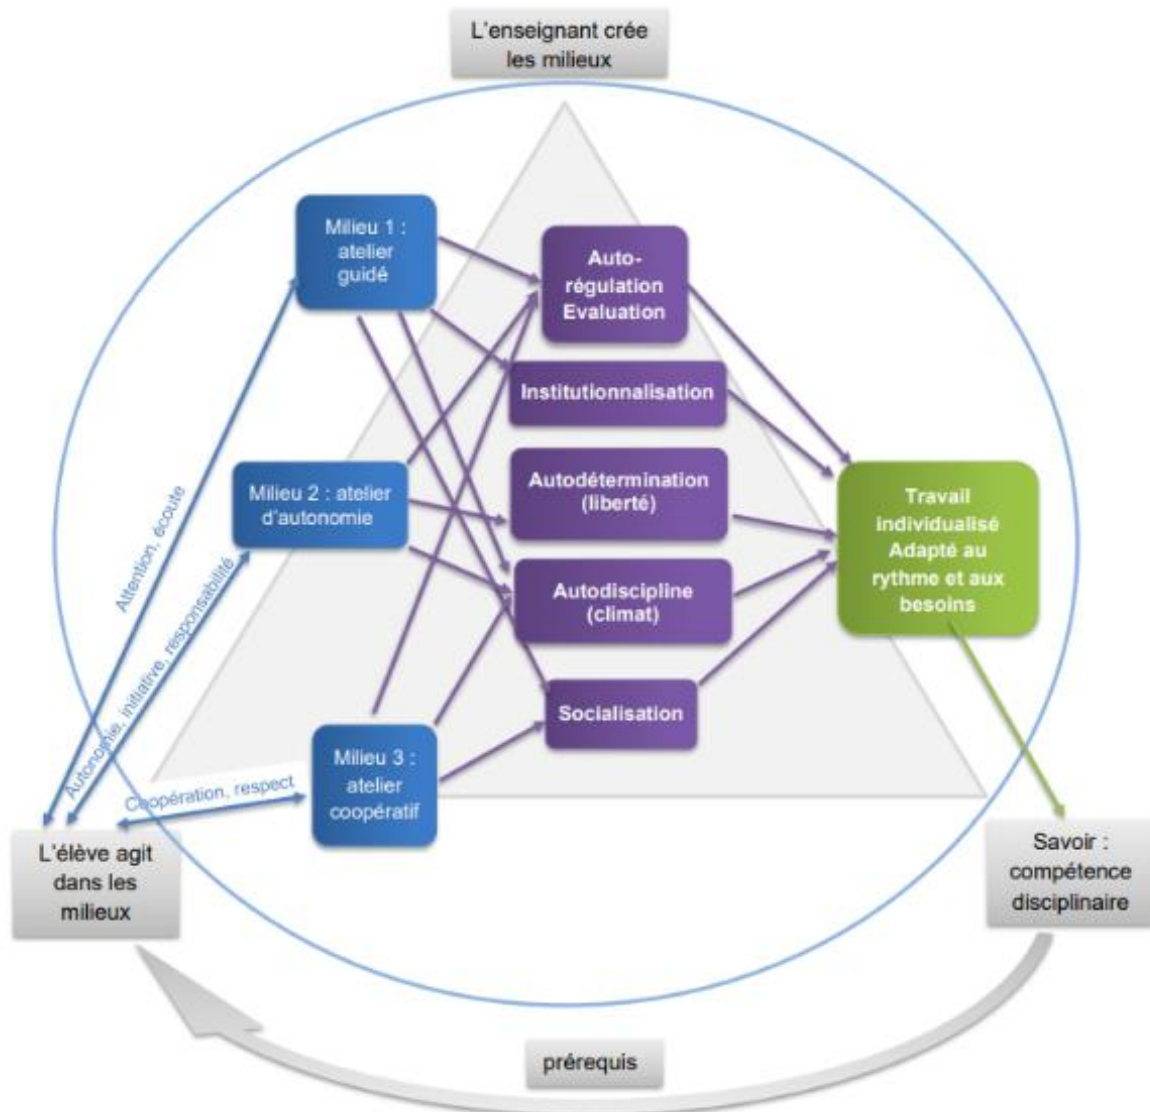 L'enseignant crée
les milieux
Milieu 1 :
atelier
guidé
Auto-
régulation
Evaluation
Institutionnalisation
Milieu 2 : atelier
d'autonomie
Autodétermination
(liberté)
Travail
individualisé
Adapté au
rythme et aux
besoins
Autodiscipline
(climat)
Socialisation
Milieu 3 :
atelier
coopératif
Attention, écoute
Autonomie, initiative, responsabilité
Coopération, respect
L'élève agit
dans les
milieux
Savoir :
compétence
disciplinaire
prérequis